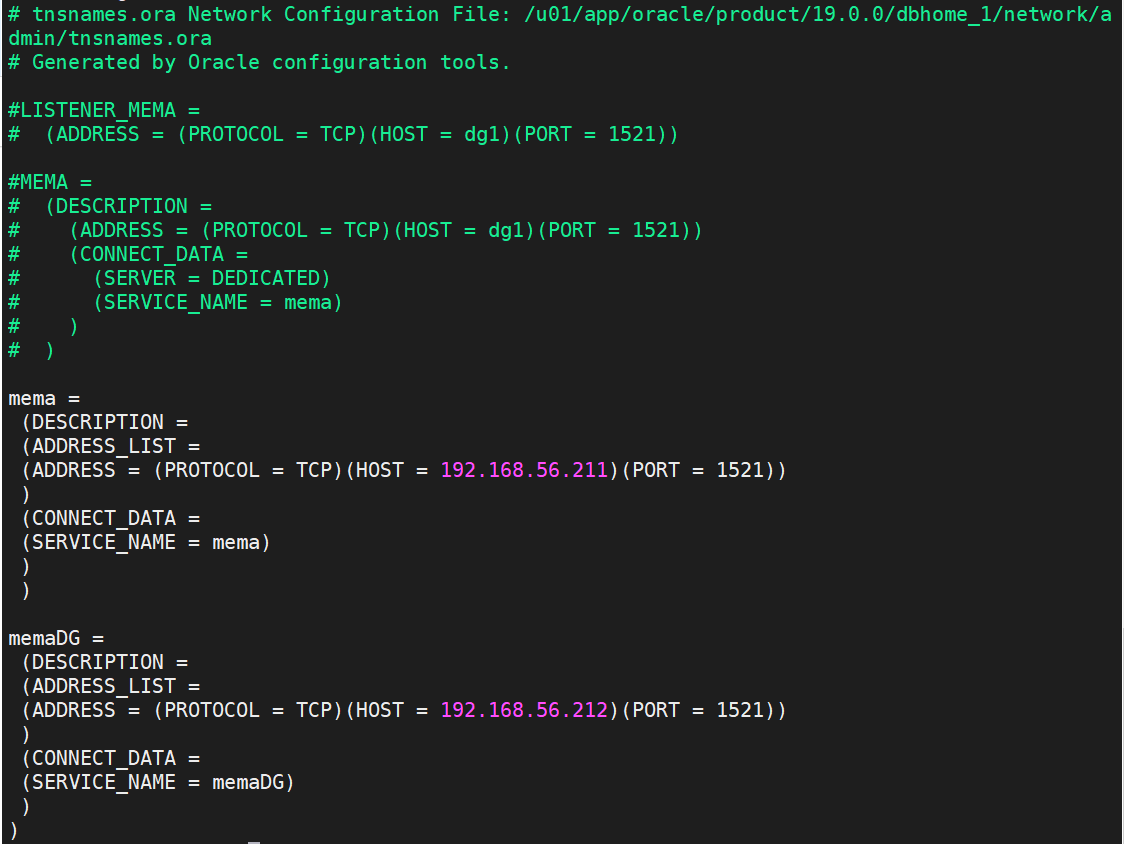 # tnsnames.ora Network Configuration File: /u01/app/oracle/product/19.0.0/dbhome_1/network/a
dmin/tnsnames.ora
# Generated by Oracle configuration tools.

#LISTENER_MEMA =
#  (ADDRESS = (PROTOCOL = TCP)(HOST = dg1)(PORT = 1521))

#MEMA =
#  (DESCRIPTION =
#    (ADDRESS = (PROTOCOL = TCP)(HOST = dg1)(PORT = 1521))
#    (CONNECT_DATA =
#      (SERVER = DEDICATED)
#      (SERVICE_NAME = mema)
#    )
#  )

mema =
 (DESCRIPTION =
 (ADDRESS_LIST =
 (ADDRESS = (PROTOCOL = TCP)(HOST = 192.168.56.211)(PORT = 1521))
 )
 (CONNECT_DATA =
 (SERVICE_NAME = mema)
 )
 )

memaDG =
 (DESCRIPTION =
 (ADDRESS_LIST =
 (ADDRESS = (PROTOCOL = TCP)(HOST = 192.168.56.212)(PORT = 1521))
 )
 (CONNECT_DATA =
 (SERVICE_NAME = memaDG)
 )
)